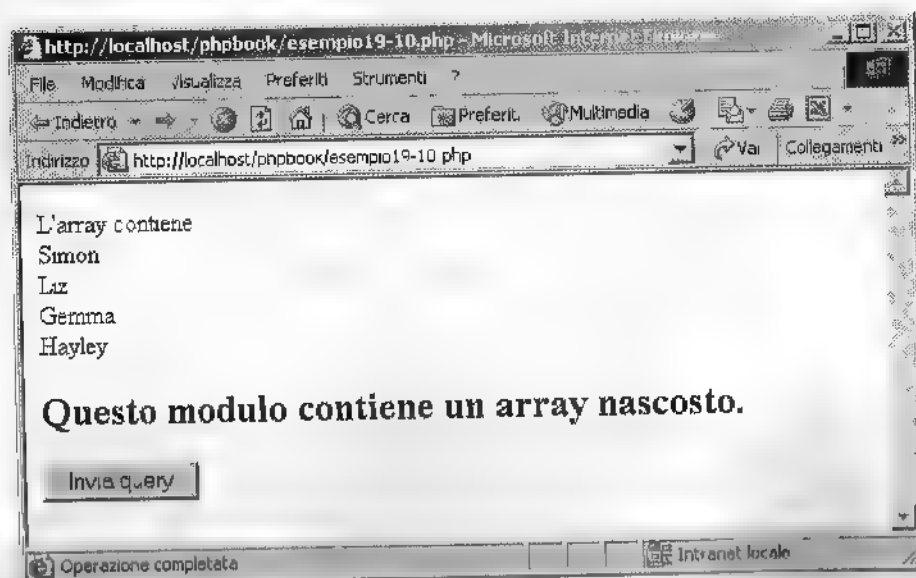 http://localhost/phpbook/esempio19-10.php - Microsoft Internet Explorer
File Modifica Visualizza Preferiti Strumenti ?
Indietro Cerca Preferiti Multimedia
Indirizzo http://localhost/phpbook/esempio19-10.php Vai Collegamenti
L'array contiene
Simon
Liz
Gemma
Hayley
Questo modulo contiene un array nascosto.
Invia query
Operazione completata Intranet locale